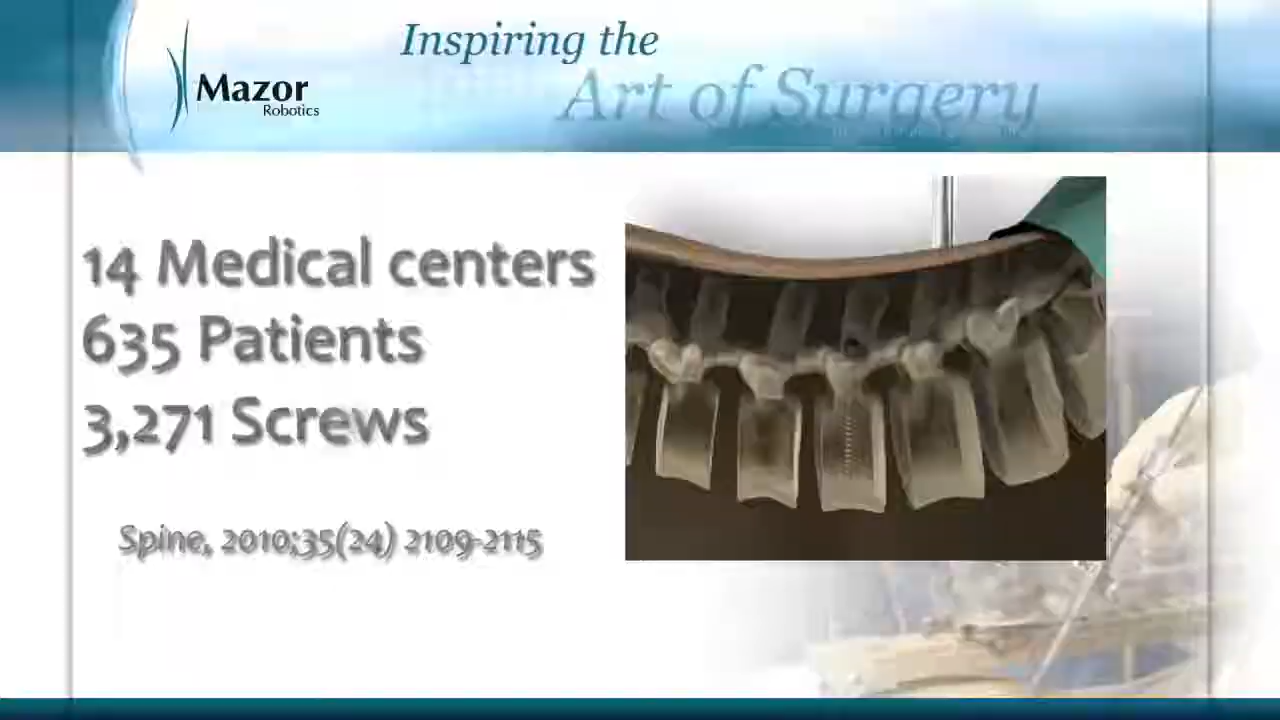 Mazor
Robotics
Inspiring the
Art of Surgery
14 Medical centers
635 Patients
3,271 Screws
Spine, 2010;35(24) 2109-2115